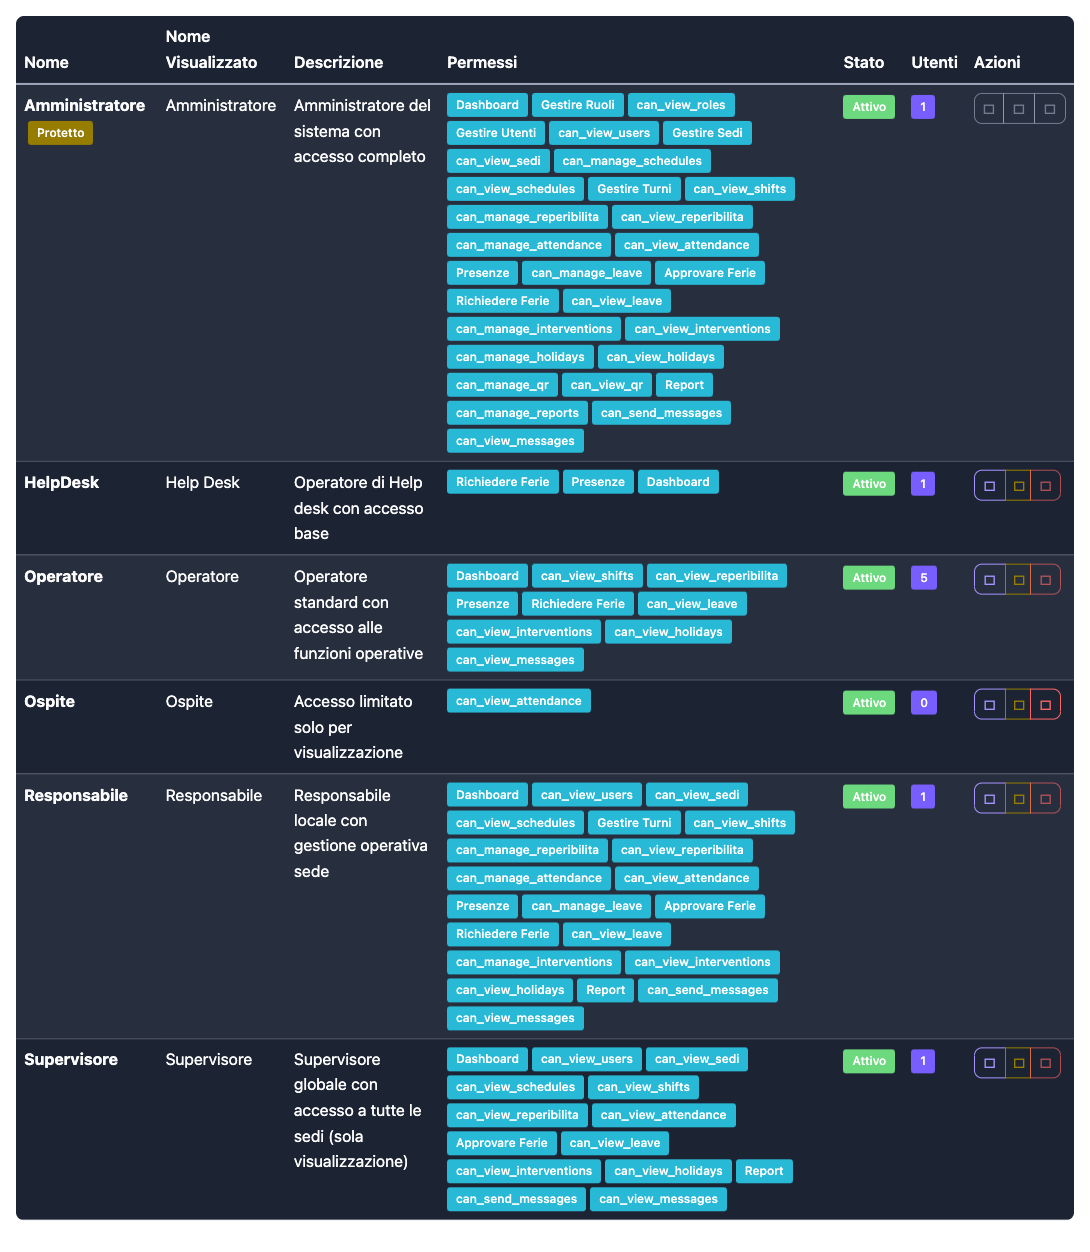 Nome
Nome Visualizzato
Descrizione
Permessi
Stato
Utenti
Azioni
Amministratore
Protetto
Amministratore
Amministratore del
sistema con
accesso completo
Dashboard Gestire Ruoli can_view_roles
Gestire Utenti can_view_users Gestire Sedi
can_view_sedi can_manage_schedules
can_view_schedules Gestire Turni can_view_shifts
can_manage_reperibilita can_view_reperibilita
can_manage_attendance can_view_attendance
Presenze can_manage_leave Approvare Ferie
Richiedere Ferie can_view_leave
can_manage_interventions can_view_interventions
can_manage_holidays can_view_holidays
can_manage_qr can_view_qr Report
can_manage_reports can_send_messages
can_view_messages
Attivo
1
HelpDesk
Help Desk
Operatore di Help
desk con accesso
base
Richiedere Ferie Presenze Dashboard
Attivo
1
Operatore
Operatore
Operatore
standard con
accesso alle
funzioni operative
Dashboard can_view_shifts can_view_reperibilita
Presenze Richiedere Ferie can_view_leave
can_view_interventions can_view_holidays
can_view_messages
Attivo
5
Ospite
Ospite
Accesso limitato
solo per
visualizzazione
can_view_attendance
Attivo
0
Responsabile
Responsabile
Responsabile
locale con
gestione operativa
sede
Dashboard can_view_users can_view_sedi
can_view_schedules Gestire Turni can_view_shifts
can_manage_reperibilita can_view_reperibilita
can_manage_attendance can_view_attendance
Presenze can_manage_leave Approvare Ferie
Richiedere Ferie can_view_leave
can_manage_interventions can_view_interventions
can_view_holidays Report can_send_messages
can_view_messages
Attivo
1
Supervisore
Supervisore
Supervisore
globale con
accesso a tutte le
sedi (sola
visualizzazione)
Dashboard can_view_users can_view_sedi
can_view_schedules can_view_shifts
can_view_reperibilita can_view_attendance
Approvare Ferie can_view_leave
can_view_interventions can_view_holidays Report
can_send_messages can_view_messages
Attivo
1